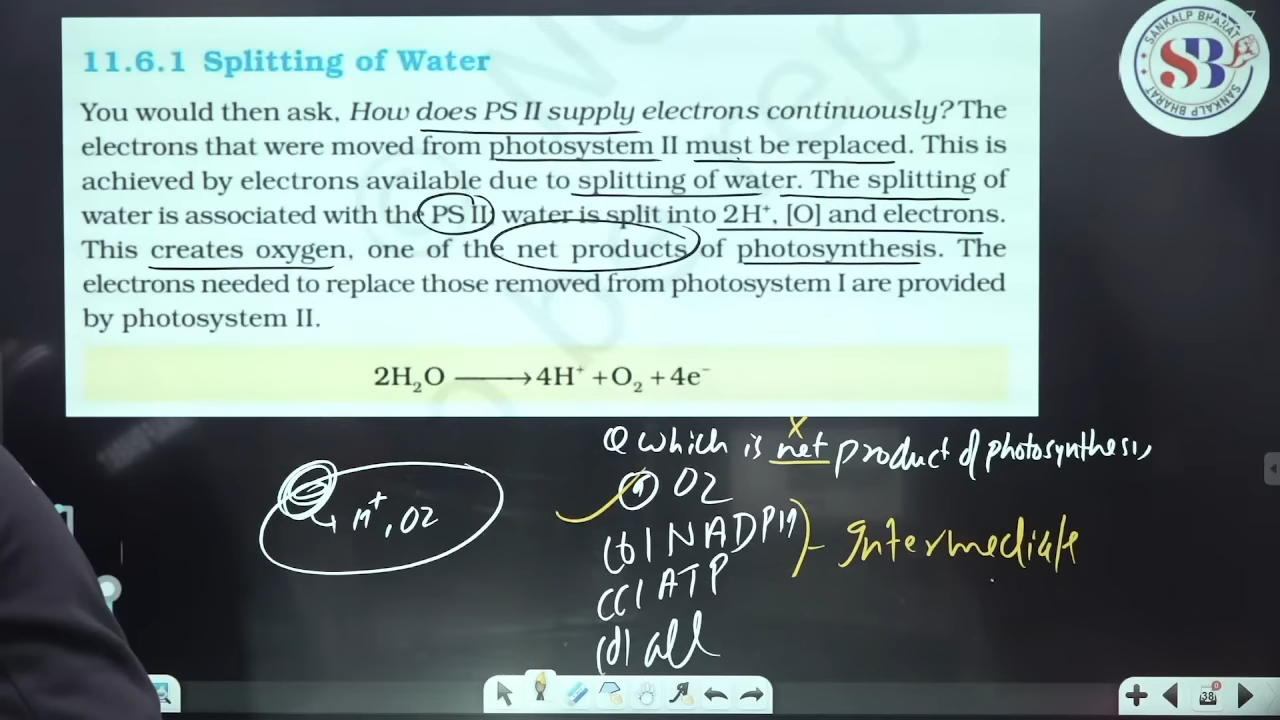 11.6.1 Splitting of Water
You would then ask, How does PS II supply electrons continuously? The
electrons that were moved from photosystem II must be replaced. This is
achieved by electrons available due to splitting of water. The splitting of
water is associated with the PS II; water is split into 2H⁺, [O] and electrons.
This creates oxygen, one of the net products of photosynthesis. The
electrons needed to replace those removed from photosystem I are provided
by photosystem II.
2H₂O ⟶ 4H⁺ + O₂ + 4e⁻
SANKALP BHARAT
SB
SANKALP BHARAT
Q which is net product of photosynthesis,
(a) O2
(b) NADPH
(c) ATP
(d) all
Intermediate
H⁺, O2
38